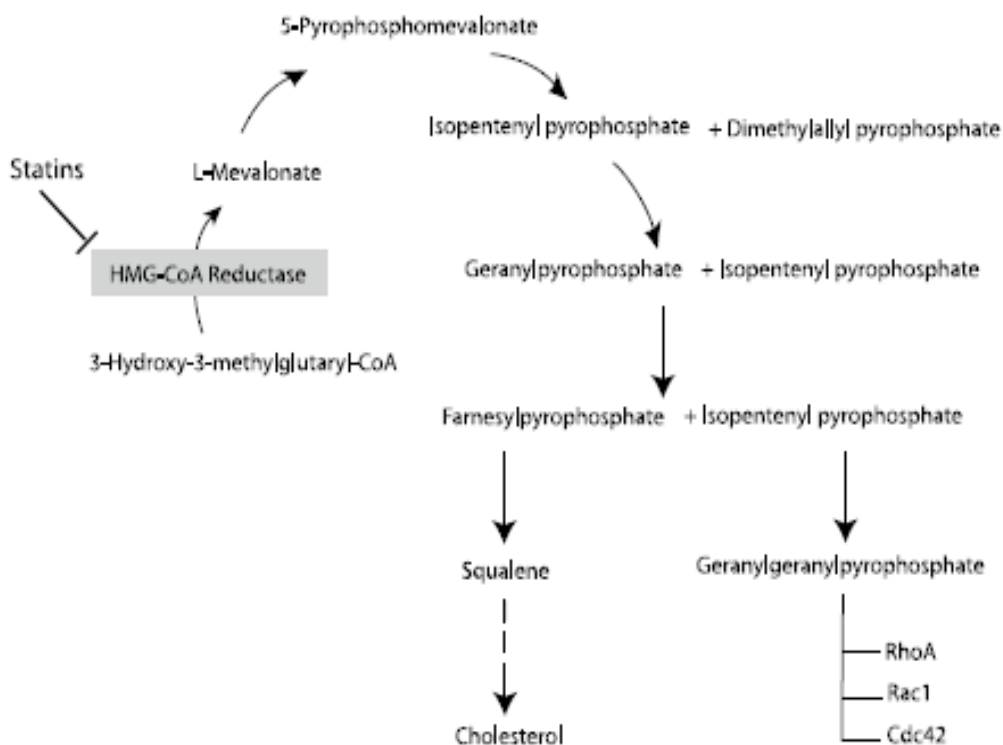 5-Pyrophosphomevalonate
Isopentenyl pyrophosphate + Dimethylallyl pyrophosphate
Statins
L-Mevalonate
HMG-CoA Reductase
Geranylpyrophosphate + Isopentenyl pyrophosphate
3-Hydroxy-3-methylglutaryl-CoA
Farnesylpyrophosphate + Isopentenyl pyrophosphate
Squalene
Geranylgeranylpyrophosphate
RhoA
Rac1
Cholesterol
Cdc42